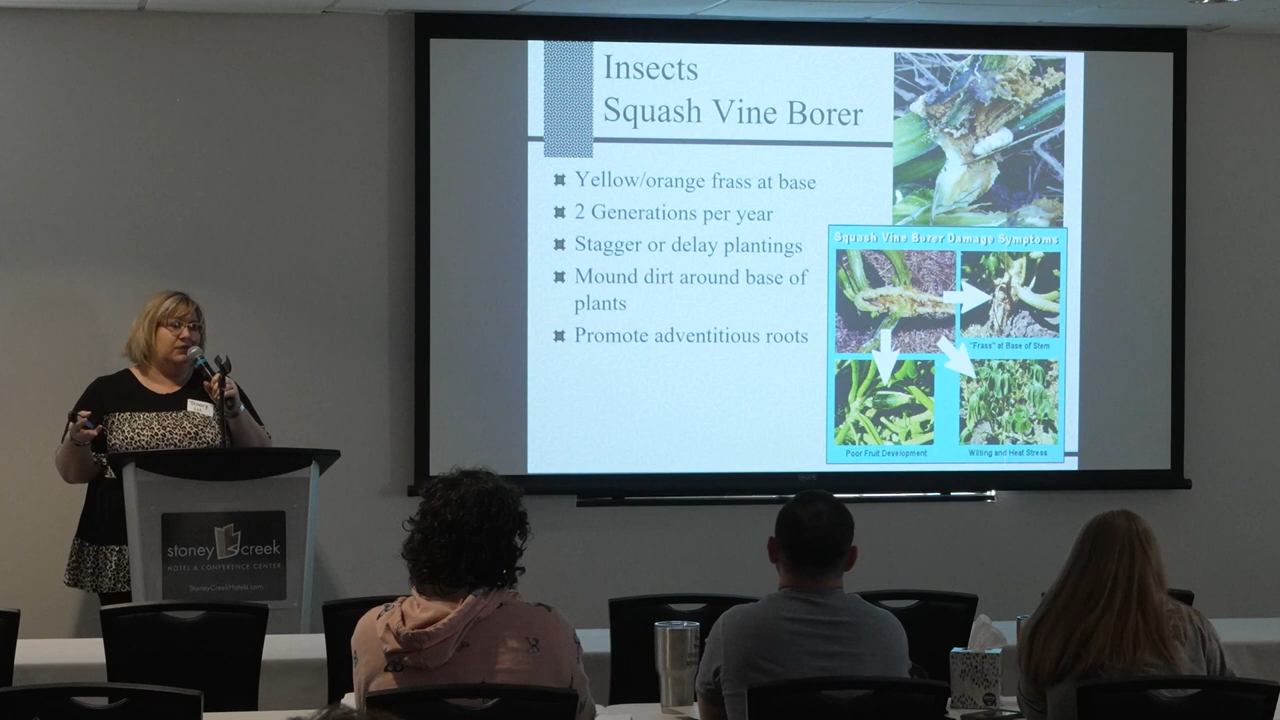 Insects
Squash Vine Borer
Yellow/orange frass at base
2 Generations per year
Stagger or delay plantings
Mound dirt around base of
plants
Promote adventitious roots
Squash Vine Borer Damage Symptoms
"Frass" at Base of Stem
Poor Fruit Development
Wilting and Heat Stress
stoney creek
HOTEL & CONFERENCE CENTER
StoneyCreekHotels.com